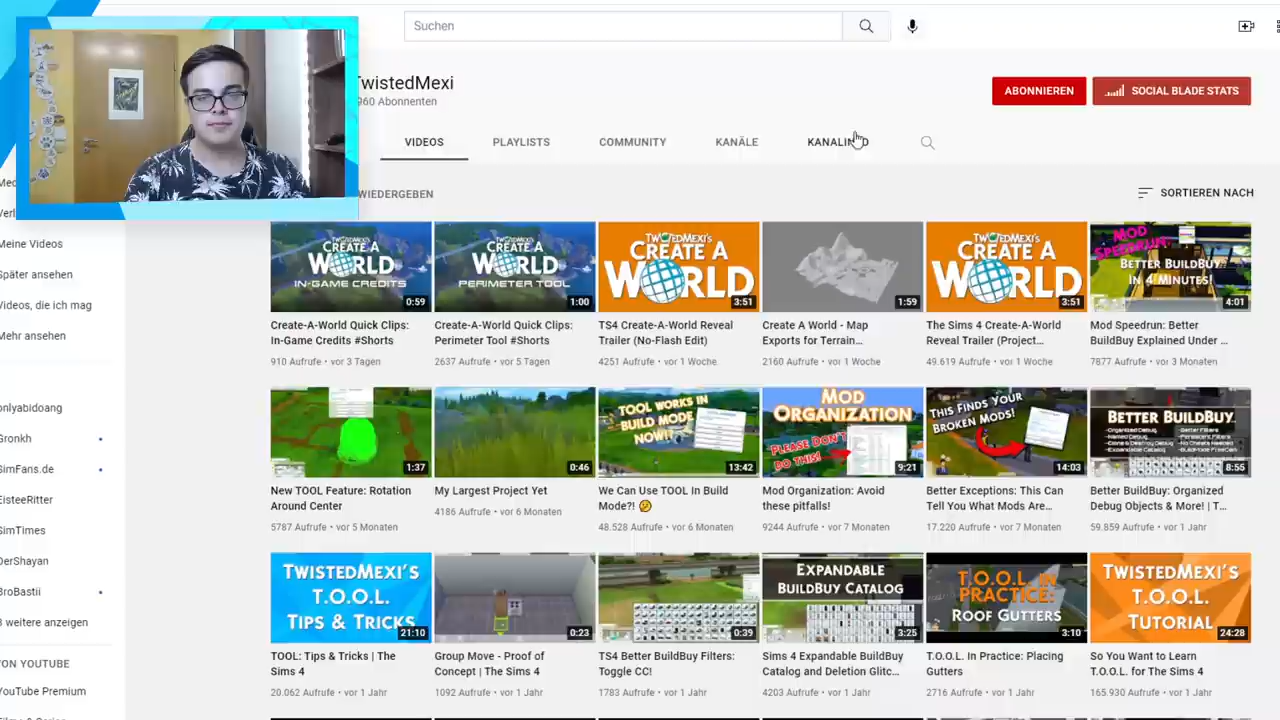 Suchen
TwistedMexi
960 Abonnenten
ABONNIEREN
SOCIAL BLADE STATS
VIDEOS
PLAYLISTS
COMMUNITY
KANÄLE
WIEDERGEBEN
SORTIEREN NACH
Meine Videos
Später ansehen
Videos, die ich mag
Mehr ansehen
onlyabidoang
Gronkh
SimFans.de
EisteeRitter
SimTimes
DerShayan
BroBastii
weitere anzeigen
VON YOUTUBE
YouTube Premium
TWISTEDMEXI'S
CREATE A
WORLD
IN-GAME CREDITS
0:59
Create-A-World Quick Clips:
In-Game Credits #Shorts
910 Aufrufe • vor 3 Tagen
TWISTEDMEXI'S
CREATE A
WORLD
PERIMETER TOOL
1:00
Create-A-World Quick Clips:
Perimeter Tool #Shorts
2637 Aufrufe • vor 5 Tagen
TWISTEDMEXI'S
CREATE A
WORLD
3:51
TS4 Create-A-World Reveal
Trailer (No-Flash Edit)
4251 Aufrufe • vor 1 Woche
1:59
Create A World - Map
Exports for Terrain...
2160 Aufrufe • vor 1 Woche
TWISTEDMEXI'S
CREATE A
WORLD
3:51
The Sims 4 Create-A-World
Reveal Trailer (Project...
49.619 Aufrufe • vor 1 Woche
MOD
SPEEDRUN:
BETTER BUILDBUY
IN 4 MINUTES!
4:01
Mod Speedrun: Better
BuildBuy Explained Under ...
7877 Aufrufe • vor 3 Monaten
1:37
New TOOL Feature: Rotation
Around Center
5787 Aufrufe • vor 5 Monaten
0:46
My Largest Project Yet
4186 Aufrufe • vor 6 Monaten
TOOL WORKS IN
BUILD MODE
NOW!?
13:42
We Can Use TOOL In Build
Mode?! 🤔
48.528 Aufrufe • vor 6 Monaten
MOD
ORGANIZATION
PLEASE DON'T
DO THIS!
9:21
Mod Organization: Avoid
these pitfalls!
9244 Aufrufe • vor 7 Monaten
THIS FINDS YOUR
BROKEN MODS!
14:03
Better Exceptions: This Can
Tell You What Mods Are...
17.220 Aufrufe • vor 7 Monaten
BETTER BUILDBUY
8:55
Better BuildBuy: Organized
Debug Objects & More! | T...
59.859 Aufrufe • vor 1 Jahr
TWISTEDMEXI'S
T.O.O.L.
TIPS & TRICKS
21:10
TOOL: Tips & Tricks | The
Sims 4
20.062 Aufrufe • vor 1 Jahr
0:23
Group Move - Proof of
Concept | The Sims 4
1092 Aufrufe • vor 1 Jahr
0:39
TS4 Better BuildBuy Filters:
Toggle CC!
1783 Aufrufe • vor 1 Jahr
EXPANDABLE
BUILDBUY CATALOG
3:25
Sims 4 Expandable BuildBuy
Catalog and Deletion Glitc...
4203 Aufrufe • vor 1 Jahr
T.O.O.L. IN
PRACTICE:
ROOF GUTTERS
3:10
T.O.O.L. In Practice: Placing
Gutters
2716 Aufrufe • vor 1 Jahr
TWISTEDMEXI'S
T.O.O.L.
TUTORIAL
24:28
So You Want to Learn
T.O.O.L. for The Sims 4
165.930 Aufrufe • vor 1 Jahr